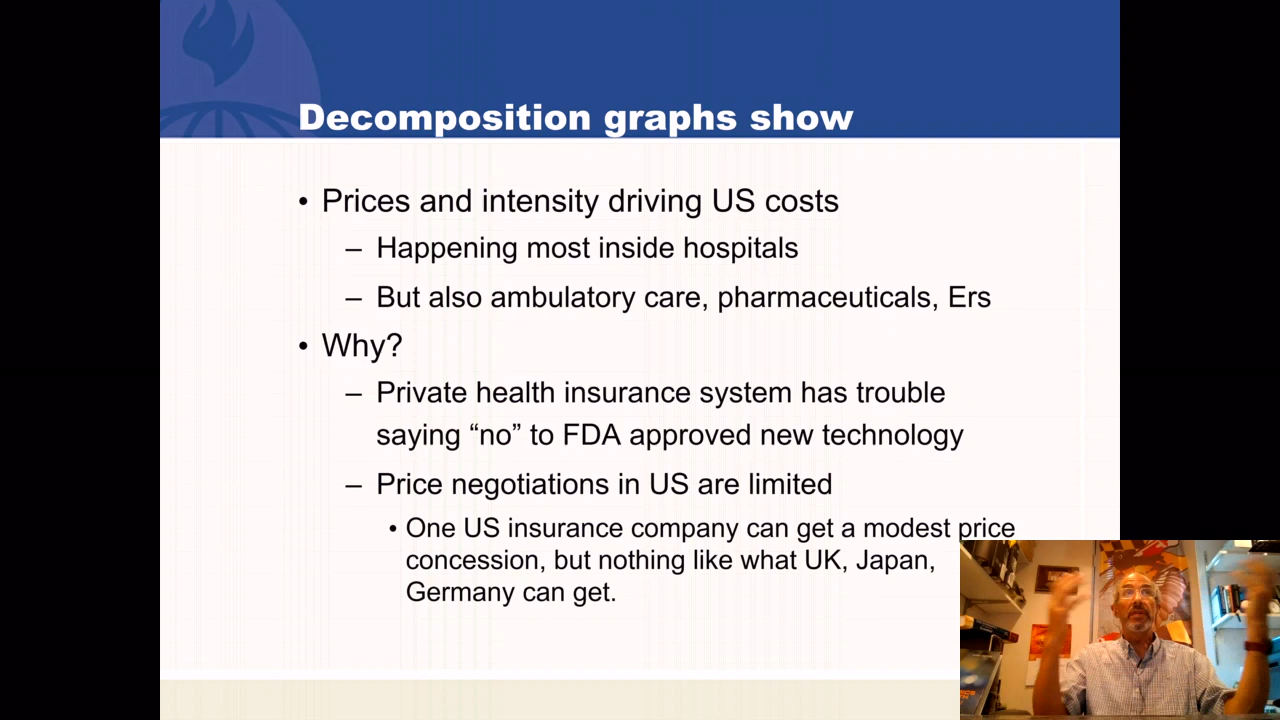 Decomposition graphs show
• Prices and intensity driving US costs
– Happening most inside hospitals
– But also ambulatory care, pharmaceuticals, Ers
• Why?
– Private health insurance system has trouble
saying “no” to FDA approved new technology
– Price negotiations in US are limited
• One US insurance company can get a modest price
concession, but nothing like what UK, Japan,
Germany can get.